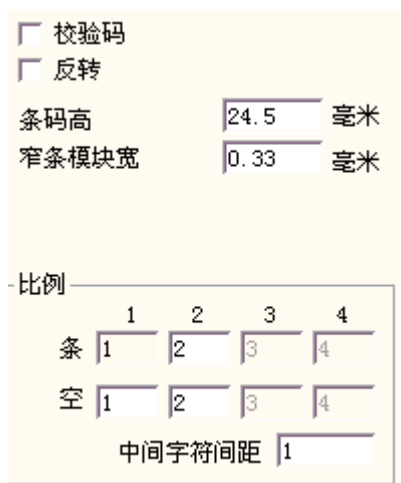 校验码
反转
条码高 24.5 毫米
窄条模块宽 0.33 毫米
比例
1 2 3 4
条 1 2 3 4
空 1 2 3 4
中间字符间距 1